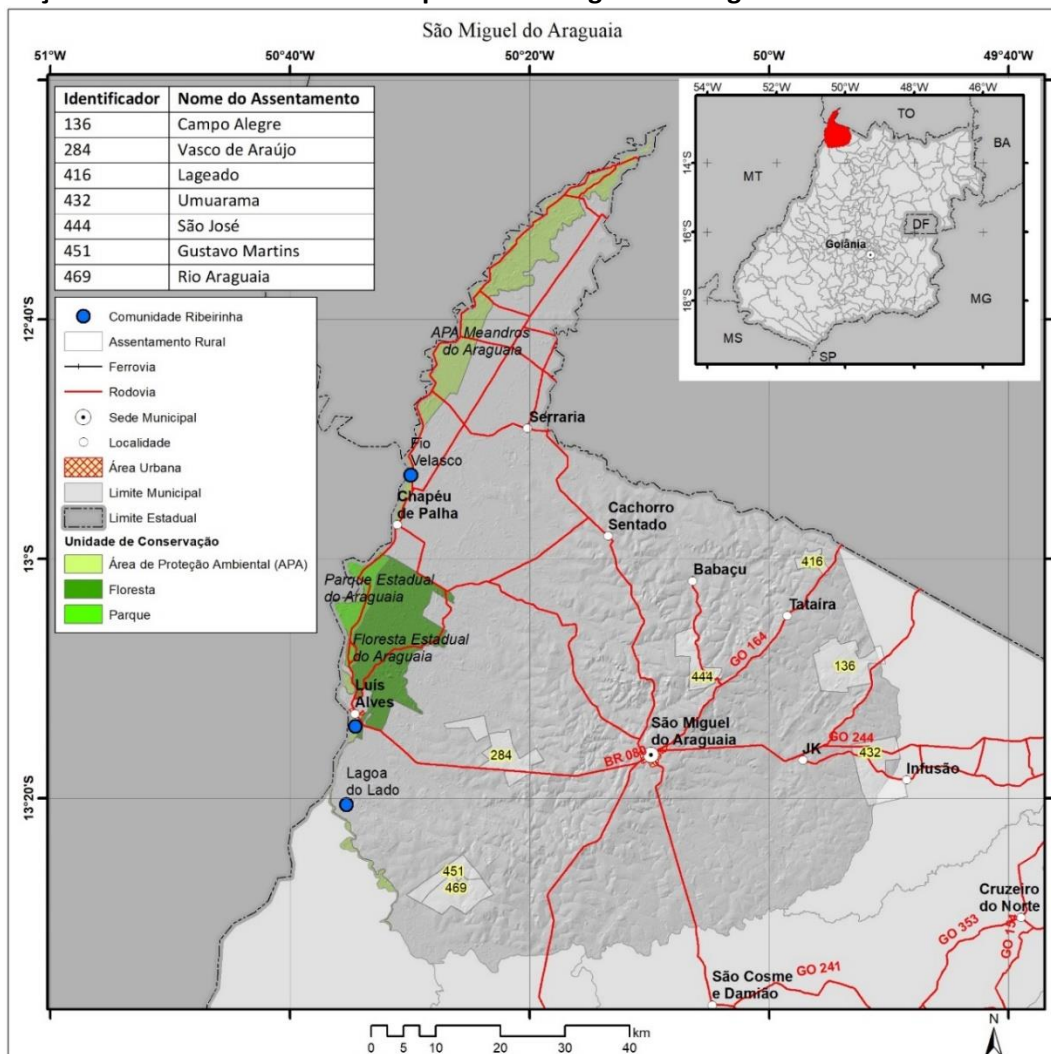 São Miguel do Araguaia
51°W 50°40'W 50°20'W 50°W 49°40'W
Identificador Nome do Assentamento
136 Campo Alegre
284 Vasco de Araújo
416 Lageado
432 Umuarama
444 São José
451 Gustavo Martins
469 Rio Araguaia
Comunidade Ribeirinha
Assentamento Rural
Ferrovia
Rodovia
Sede Municipal
Localidade
Área Urbana
Limite Municipal
Limite Estadual
Unidade de Conservação
Área de Proteção Ambiental (APA)
Floresta
Parque
54°W 52°W 50°W 48°W 46°W
14°S
16°S
18°S
TO
BA
MT
DF
Goiânia
MG
MS
SP
12°40'S
13°S
13°20'S
APA Meandros
do Araguaia
Serraria
Fio
Velasco
Chapéu
de Palha
Cachorro
Sentado
Babaçu
416
Tataira
Parque Estadual
do Araguaia
Floresta Estadual
do Araguaia
GO 164
136
444
Luis
Alves
São Miguel
do Araguaia
BR 080
GO 244
284
JK
432
Infusão
Lagoa
do Lado
451
469
Cruzeiro
do Norte
GO 353
GO 154
São Cosme
e Damião
GO 241
0 5 10 20 30 40
km
N